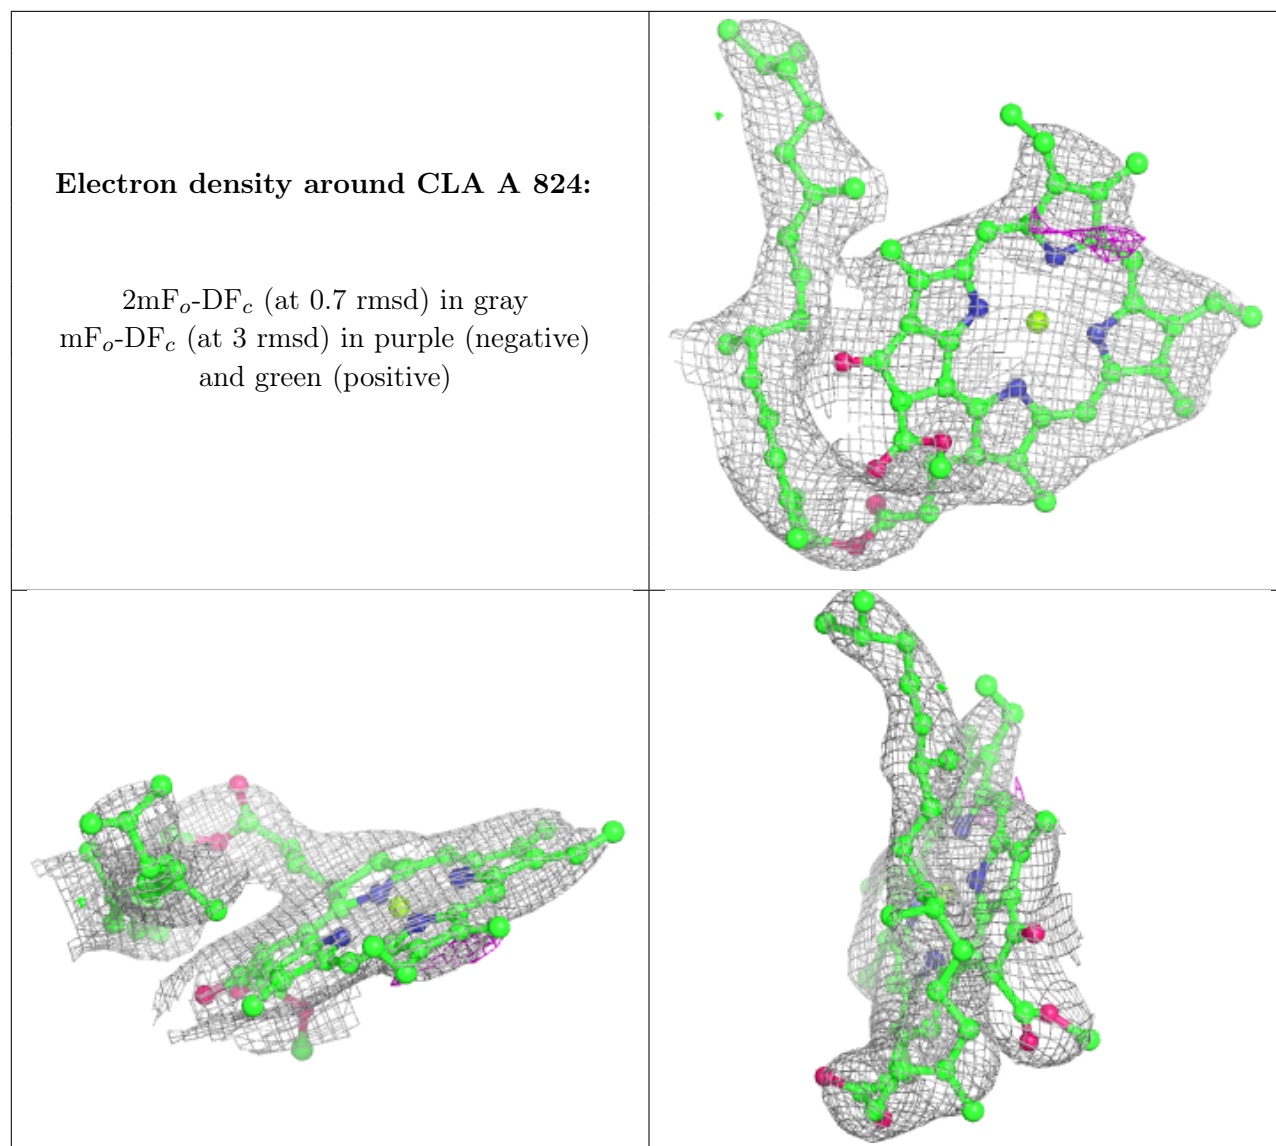 Electron density around CLA A 824:
2mFo-DFc (at 0.7 rmsd) in gray
mFo-DFc (at 3 rmsd) in purple (negative)
and green (positive)